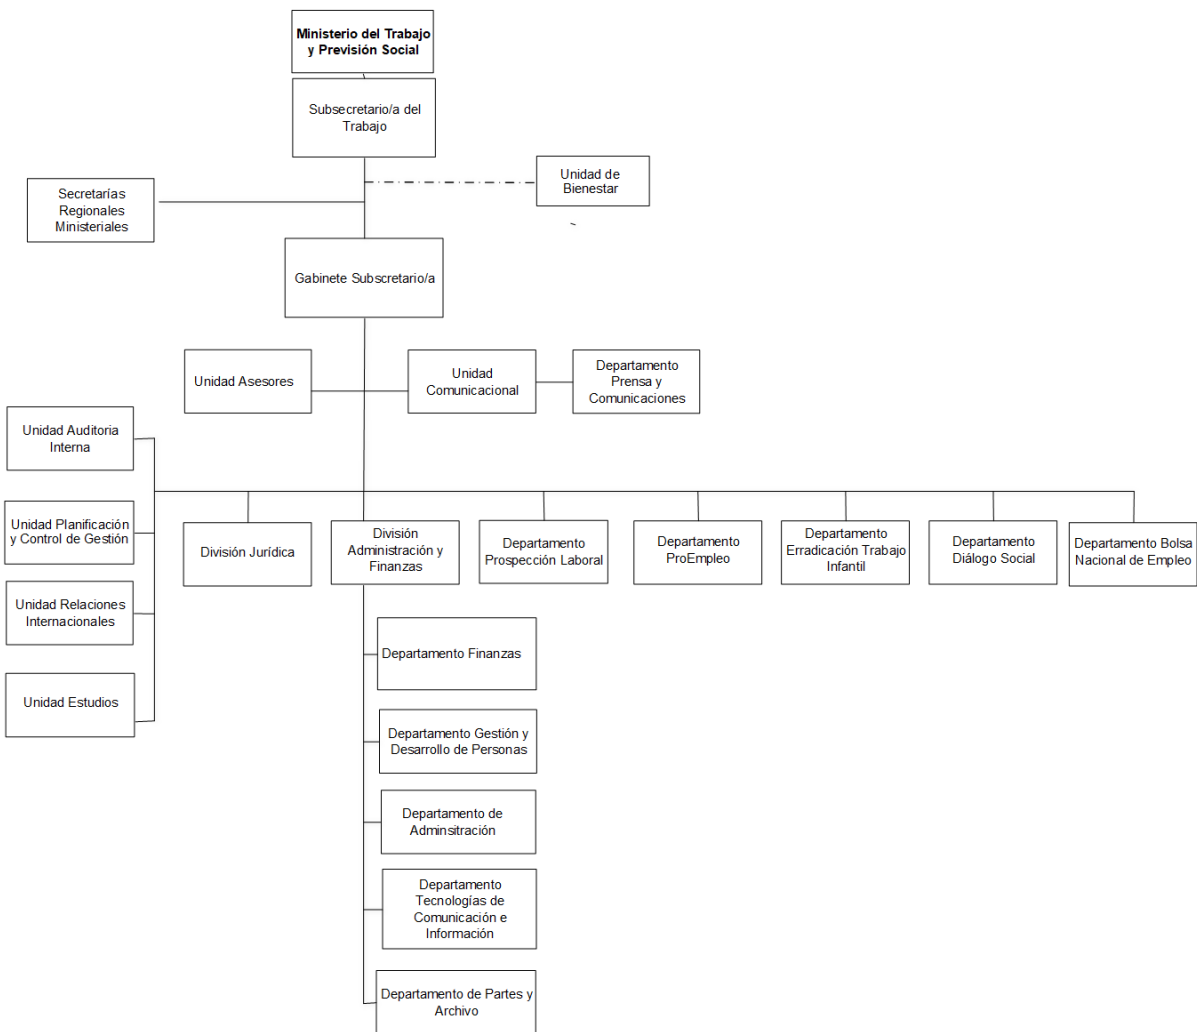 Ministerio del Trabajo
y Previsión Social
Subsecretario/a del
Trabajo
Unidad de
Bienestar
Secretarías
Regionales
Ministeriales
Gabinete Subscretario/a
Unidad Asesores
Unidad
Comunicacional
Departamento
Prensa y
Comunicaciones
Unidad Auditoria
Interna
Unidad Planificación
y Control de Gestión
Unidad Relaciones
Internacionales
Unidad Estudios
División Jurídica
División
Administración y
Finanzas
Departamento
Prospección Laboral
Departamento
ProEmpleo
Departamento
Erradicación Trabajo
Infantil
Departamento
Diálogo Social
Departamento Bolsa
Nacional de Empleo
Departamento Finanzas
Departamento Gestión y
Desarrollo de Personas
Departamento de
Adminsitración
Departamento
Tecnologías de
Comunicación e
Información
Departamento de Partes y
Archivo